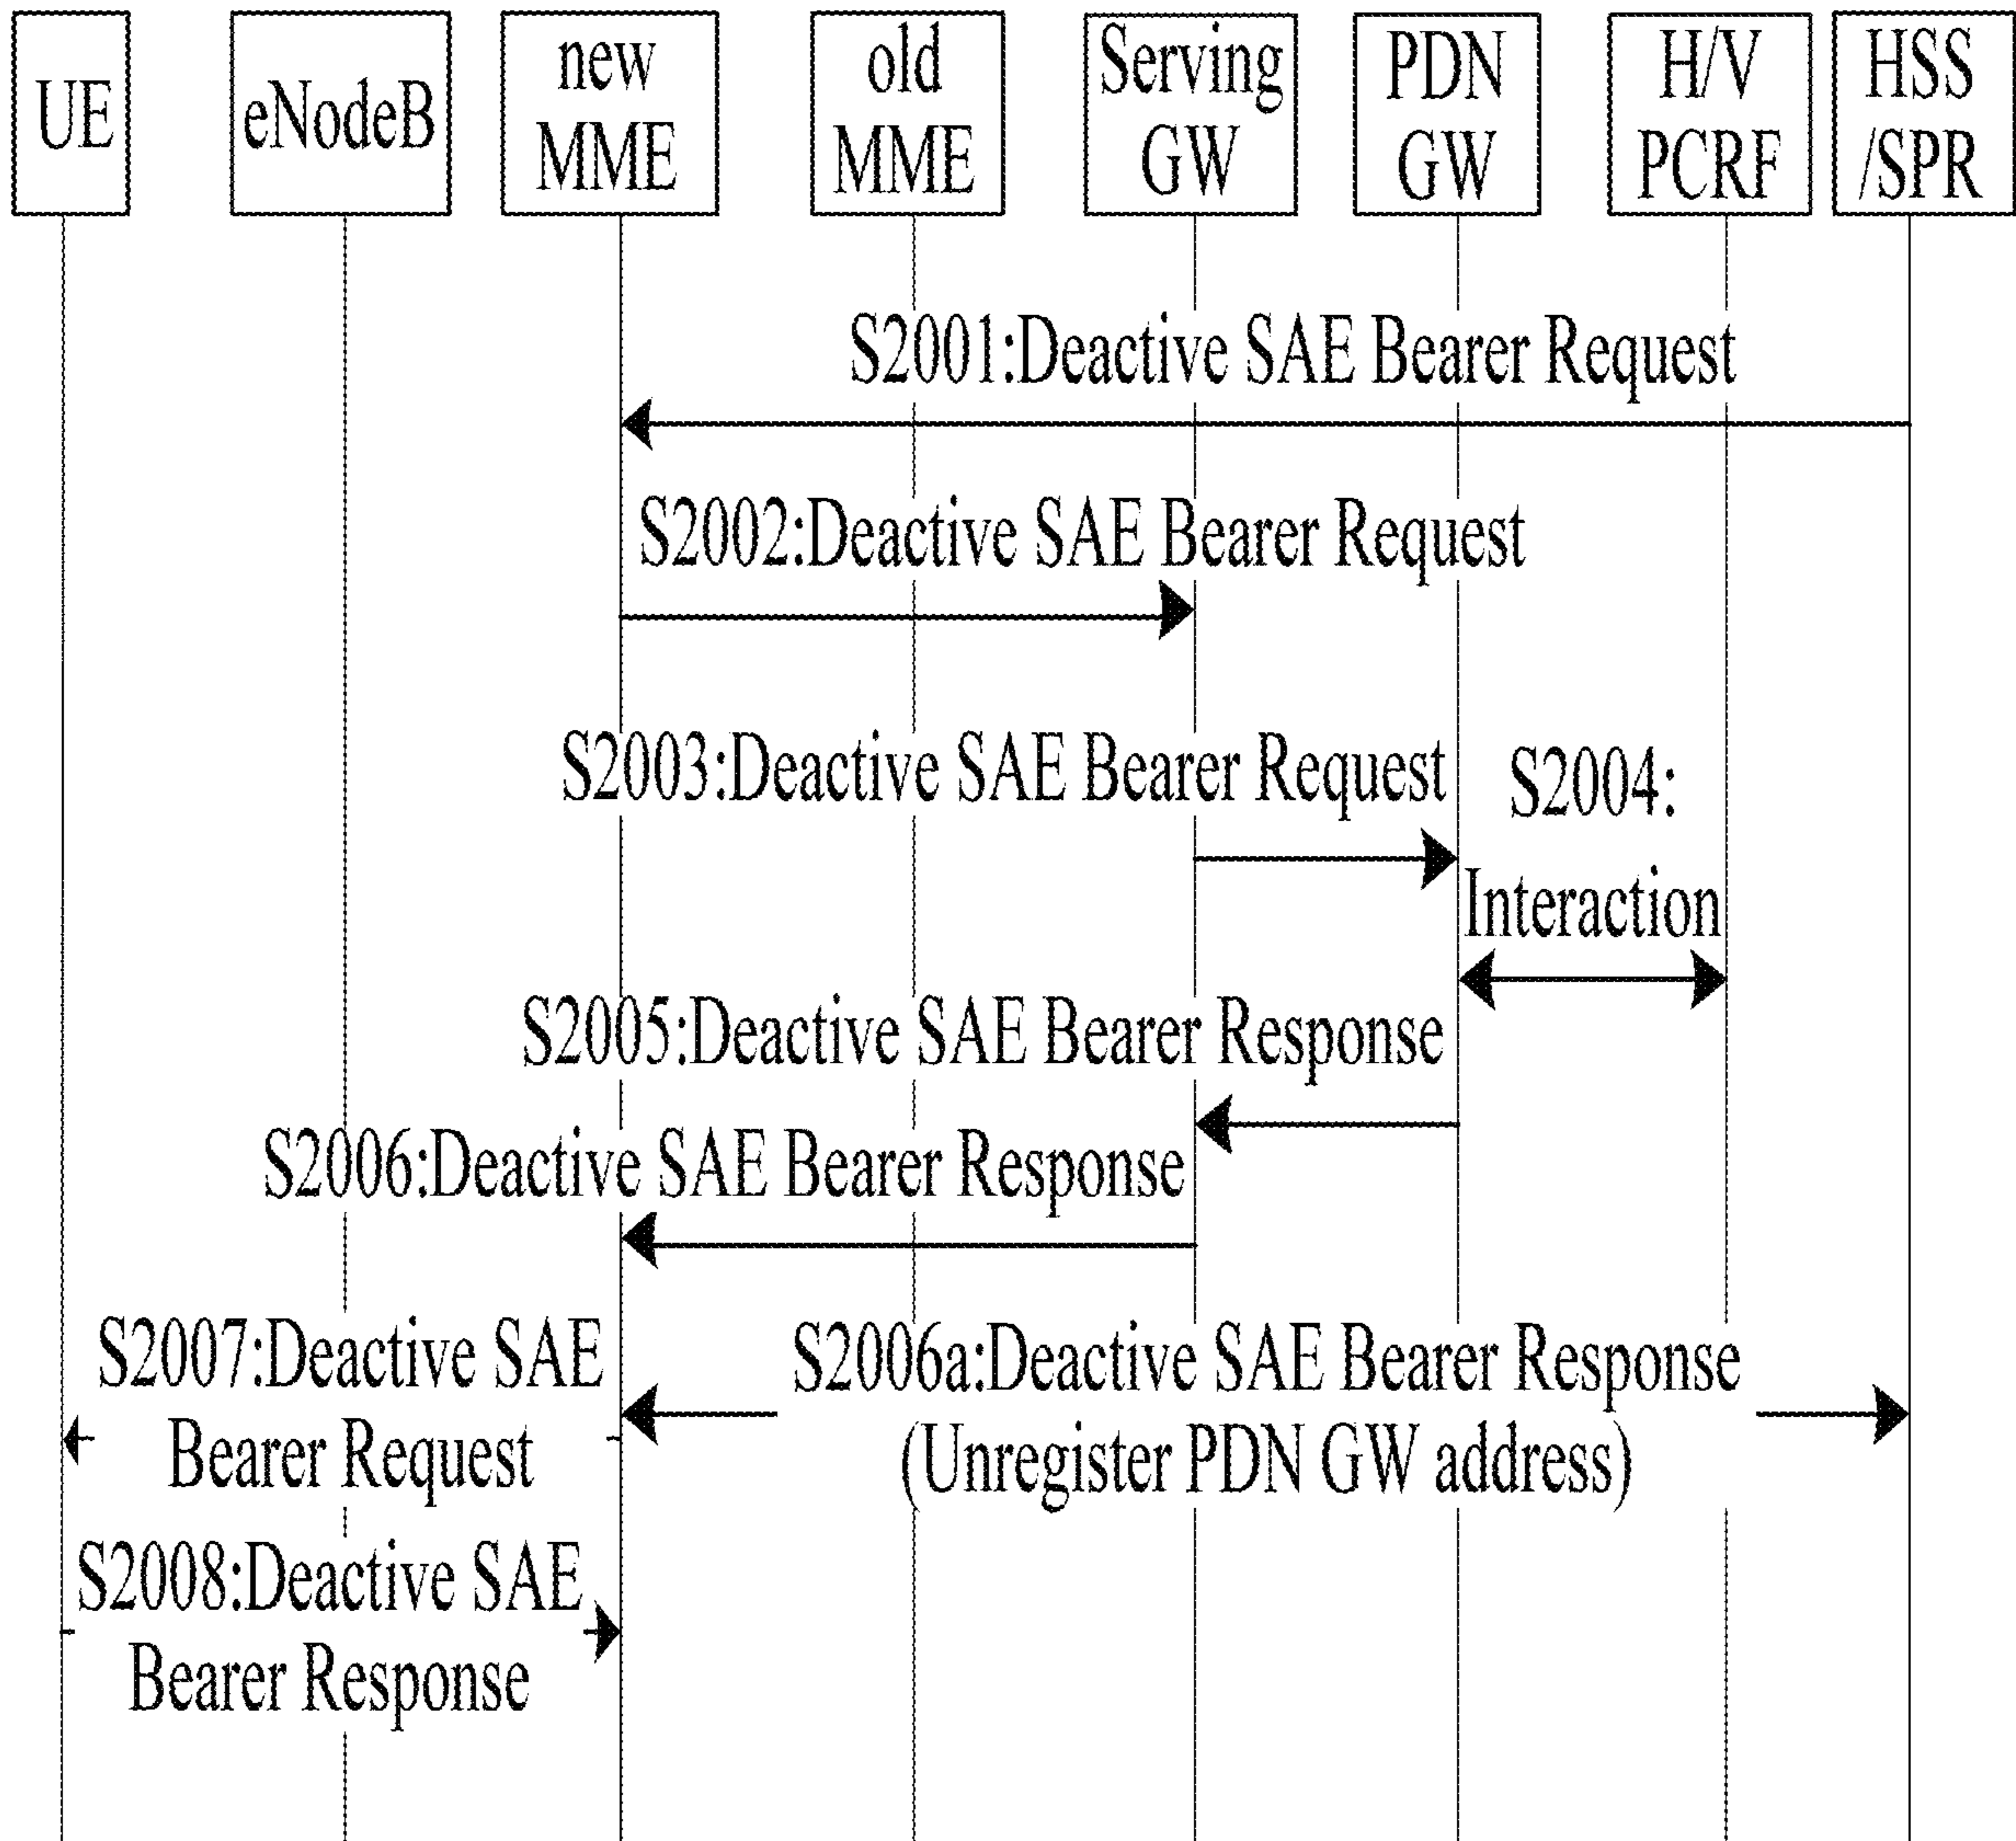 UE
eNodeB
new
MME
old
MME
Serving
GW
PDN
GW
H/V
PCRF
HSS
/SPR
S2001:Deactive SAE Bearer Request
S2002:Deactive SAE Bearer Request
S2003:Deactive SAE Bearer Request
S2004:
Interaction
S2005:Deactive SAE Bearer Response
S2006:Deactive SAE Bearer Response
S2007:Deactive SAE
Bearer Request
S2006a:Deactive SAE Bearer Response
(Unregister PDN GW address)
S2008:Deactive SAE
Bearer Response